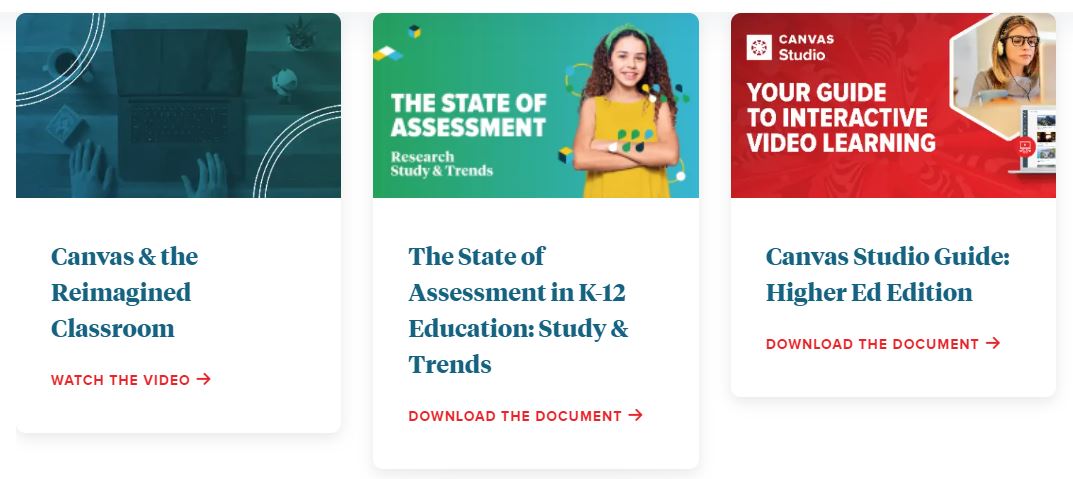 Canvas & the
Reimagined
Classroom
WATCH THE VIDEO →
THE STATE OF
ASSESSMENT
Research
Study & Trends
The State of
Assessment in K-12
Education: Study &
Trends
DOWNLOAD THE DOCUMENT →
CANVAS
Studio
YOUR GUIDE
TO INTERACTIVE
VIDEO LEARNING
Canvas Studio Guide:
Higher Ed Edition
DOWNLOAD THE DOCUMENT →